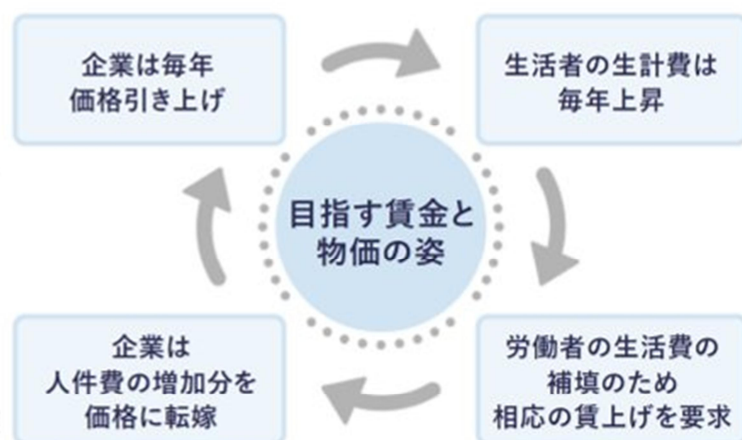 企業は毎年
価格引き上げ
生活者の生計費は
毎年上昇
目指す賃金と
物価の姿
企業は
人件費の増加分を
価格に転嫁
労働者の生活費の
補填のため
相応の賃上げを要求